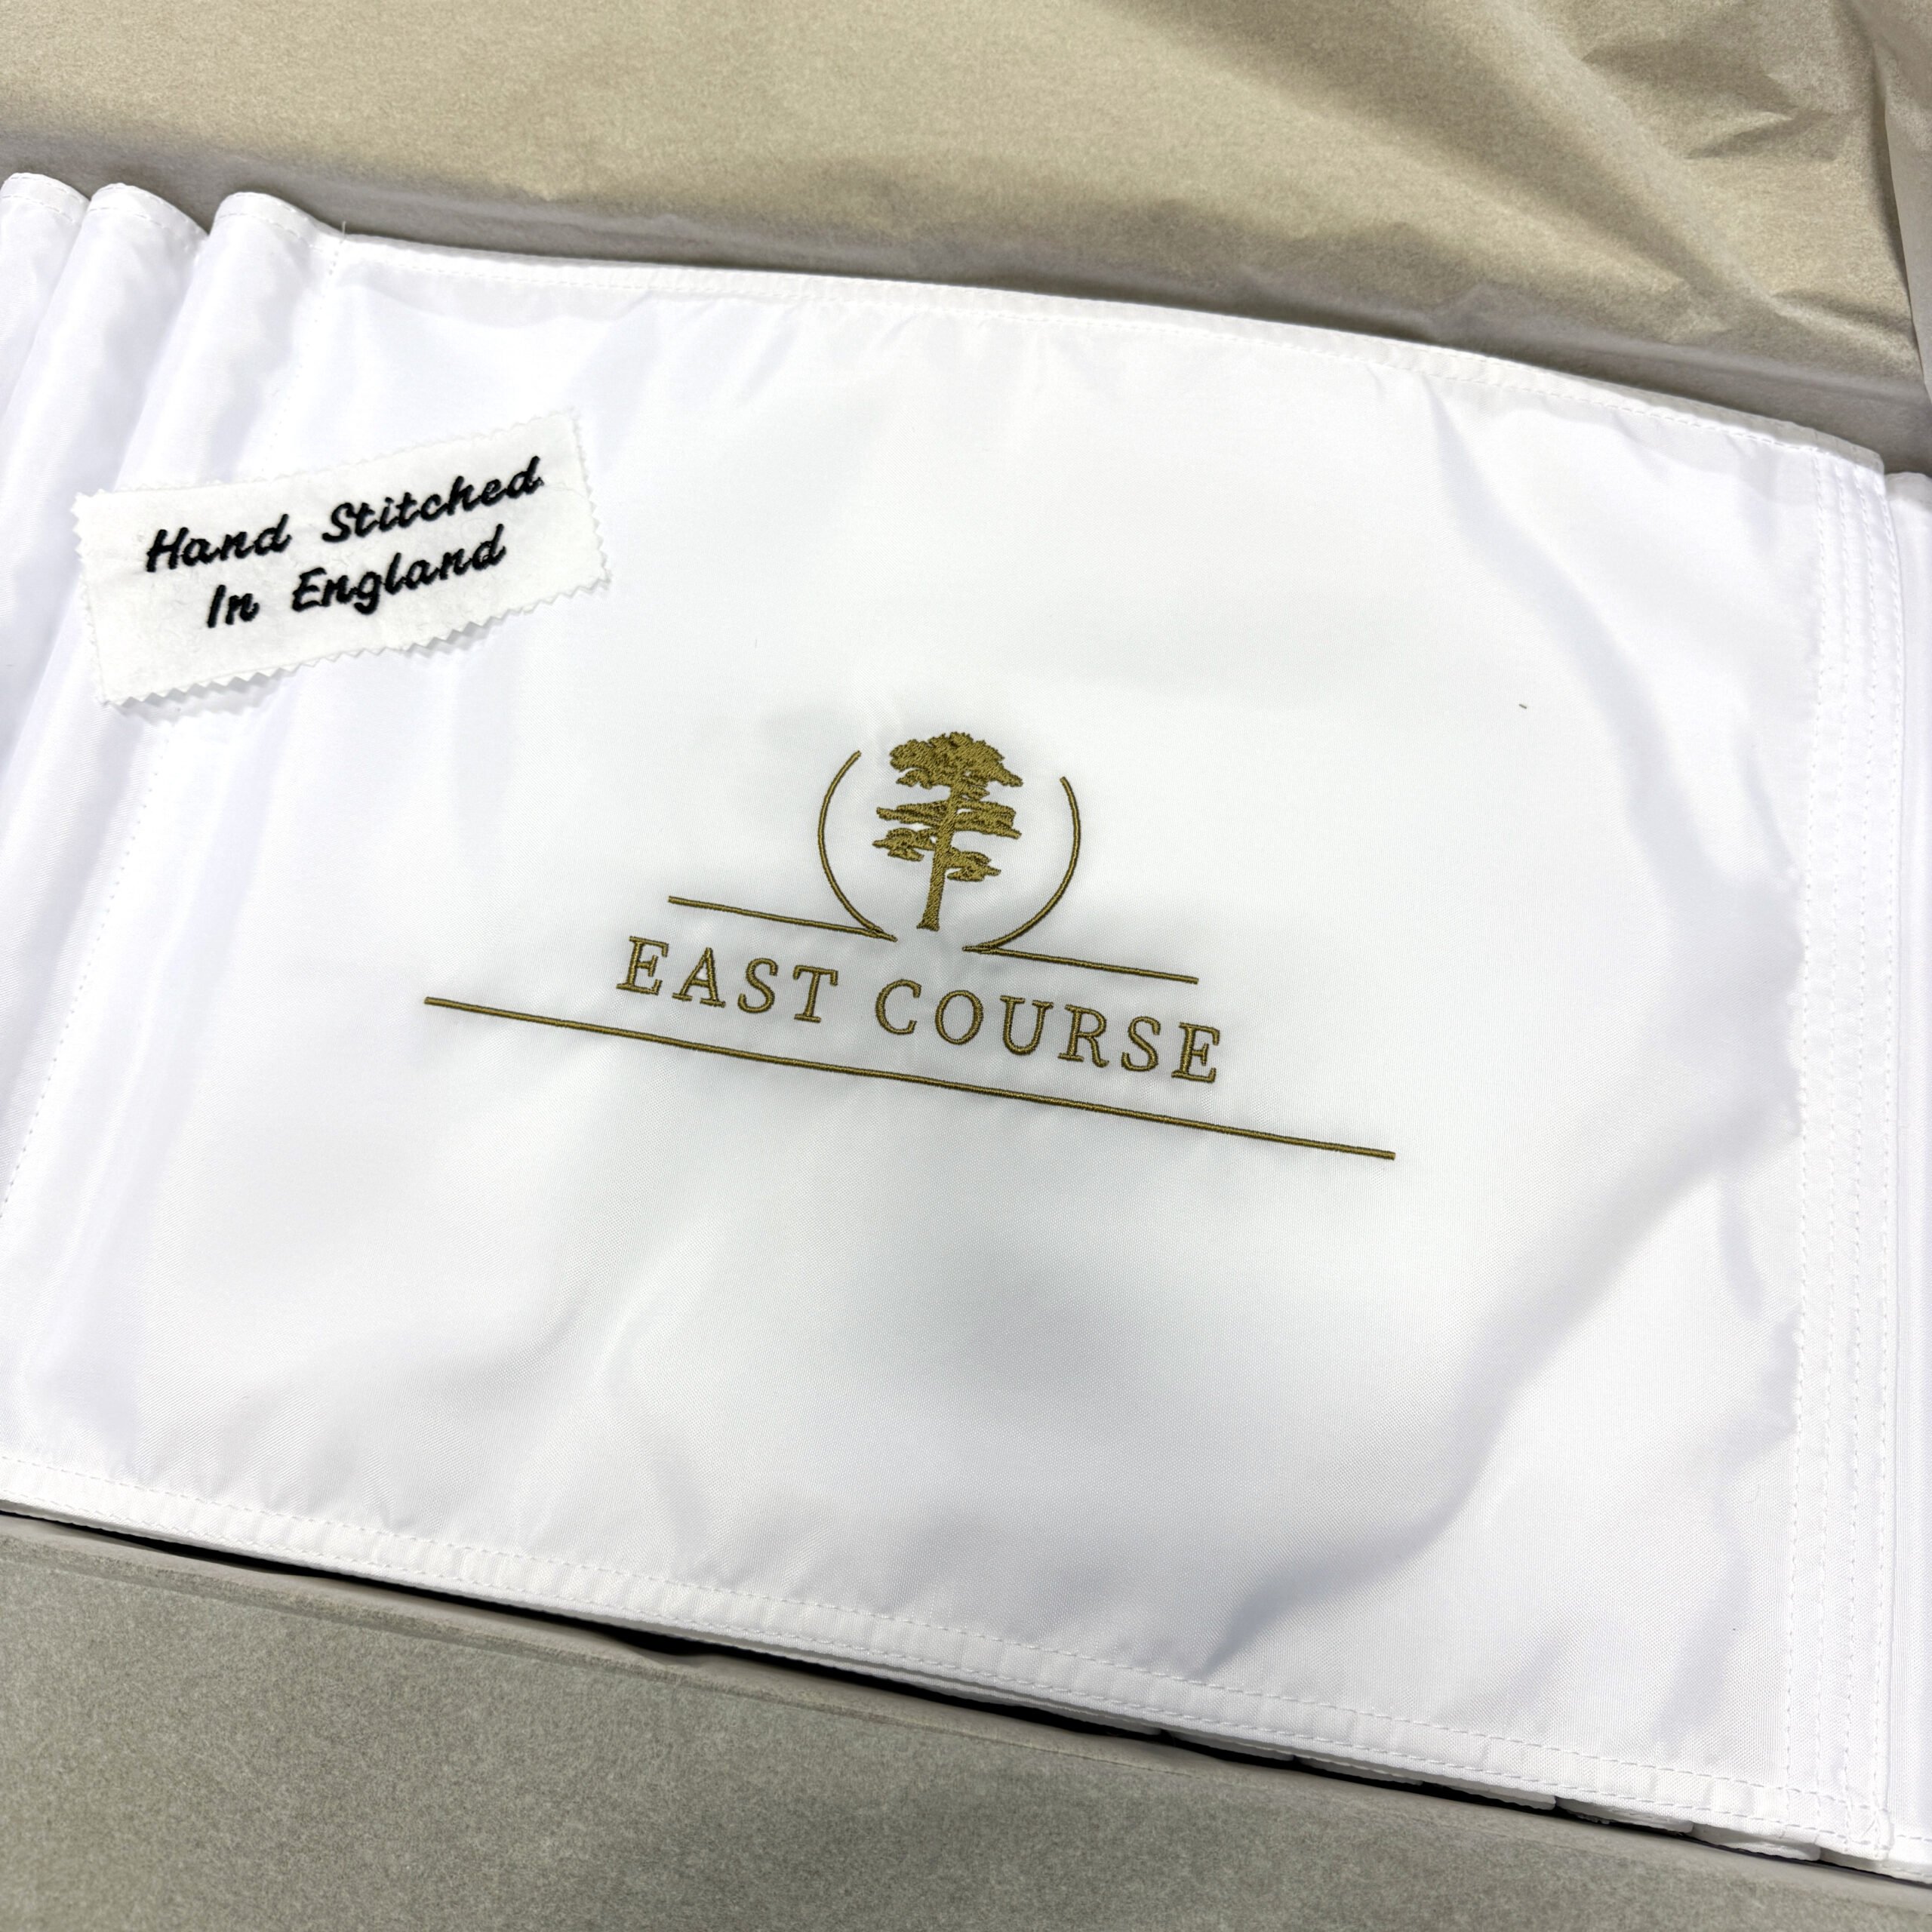 Hand Stitched
In England
EAST COURSE